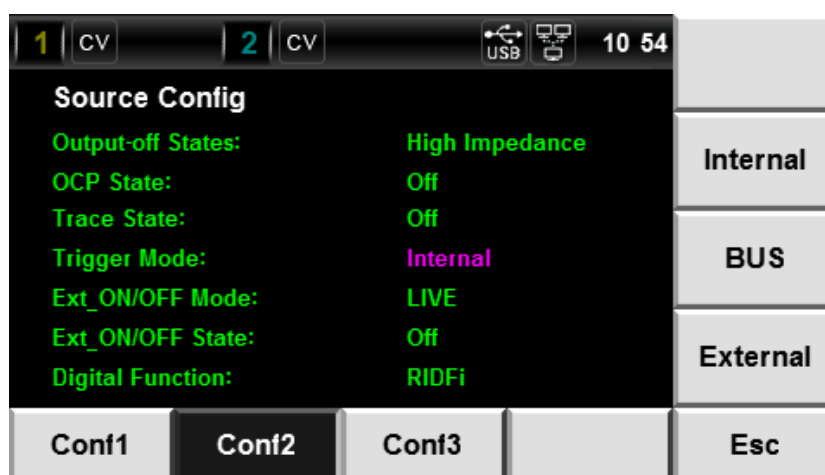 1 CV 2 CV USB 10 54
Source Config
Output-off States: High Impedance
OCP State: Off
Trace State: Off
Trigger Mode: Internal
Ext_ON/OFF Mode: LIVE
Ext_ON/OFF State: Off
Digital Function: RIDFi
Internal
BUS
External
Conf1 Conf2 Conf3 Esc